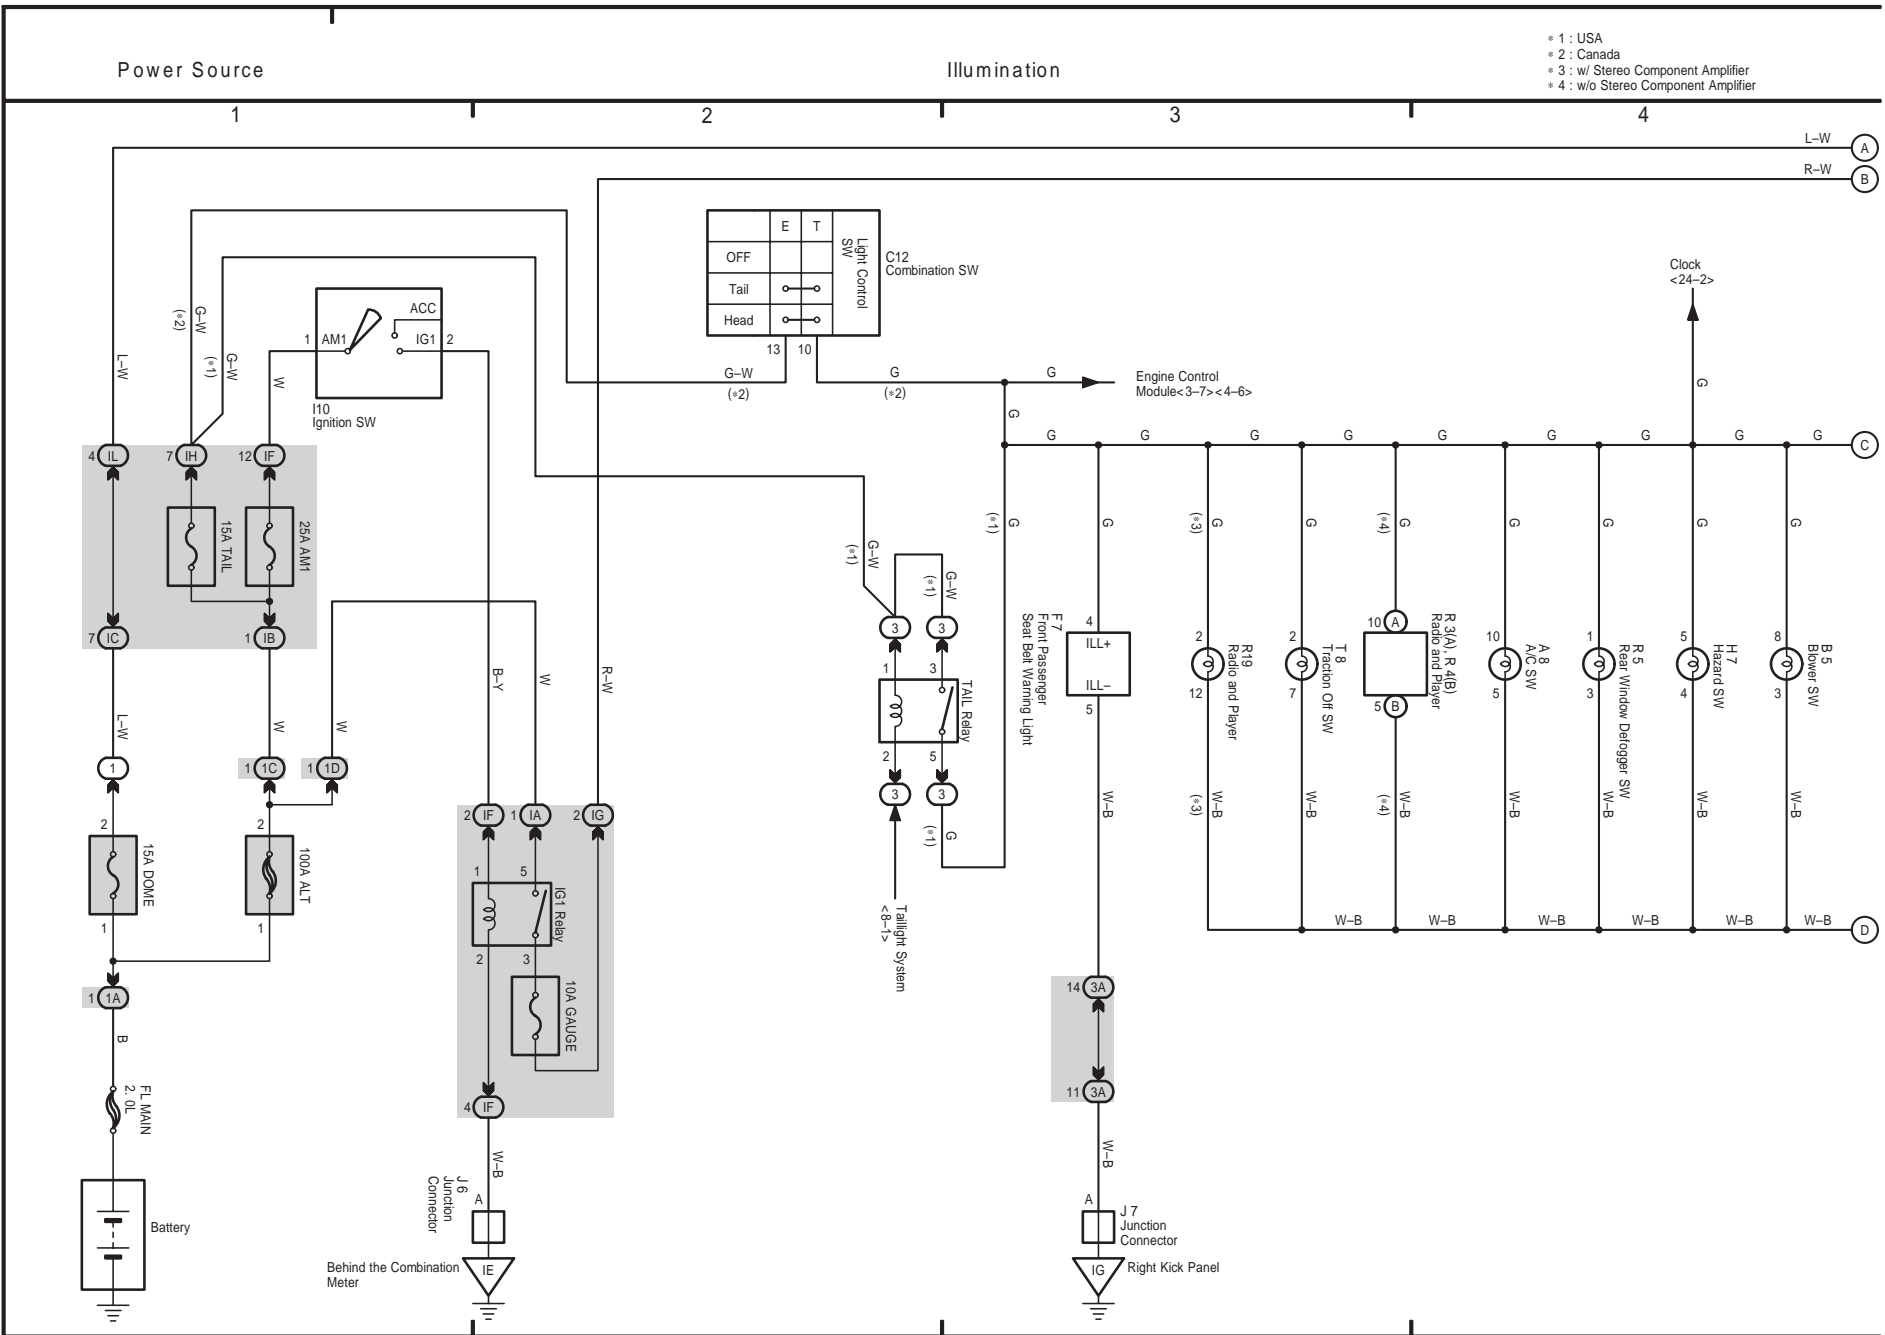 Power Source
Illumination
∗ 1 : USA
∗ 2 : Canada
∗ 3 : w/ Stereo Component Amplifier
∗ 4 : w/o Stereo Component Amplifier
1
2
3
4
L–W
A
R–W
B
E
T
OFF
Tail
Head
Light Control
SW
C12
Combination SW
13
10
G–W
(∗2)
G
(∗2)
G
Engine Control
Module<3–7><4–6>
Clock
<24–2>
G
G–W
(∗2)
G–W
(∗1)
L–W
W
1
AM1
ACC
IG1
2
I10
Ignition SW
4
IL
7
IH
12
IF
15A TAIL
25A AM1
7
IC
1
IB
L–W
W
W
1
1
1C
1
1D
2
15A DOME
1
2
100A ALT
1
1
1A
B
FL MAIN
2. 0L
Battery
B–Y
W
R–W
2
IF
1
IA
2
IG
1
5
IG1 Relay
2
3
10A GAUGE
4
IF
W–B
J 6
Junction
Connector
A
IE
Behind the Combination
Meter
G–W
(∗1)
G–W
(∗1)
3
3
1
3
TAIL Relay
2
5
3
3
G
(∗1)
Taillight System
<8–1>
G
G
(∗1)
G
G
G
G
G
G
G
G
G
C
G
4
ILL+
ILL–
5
F 7
Front Passenger
Seat Belt Warning Light
W–B
14
3A
11
3A
W–B
A
J 7
Junction
Connector
IG
Right Kick Panel
G
(∗3)
2
12
R19
Radio and Player
W–B
(∗3)
G
2
7
T 8
Traction Off SW
W–B
G
(∗4)
10
A
5
B
R 3(A), R 4(B)
Radio and Player
W–B
(∗4)
G
10
5
A 8
A/C SW
W–B
G
1
3
R 5
Rear Window Defogger SW
W–B
G
5
4
H 7
Hazard SW
W–B
G
8
3
B 5
Blower SW
W–B
W–B
W–B
W–B
W–B
W–B
W–B
D